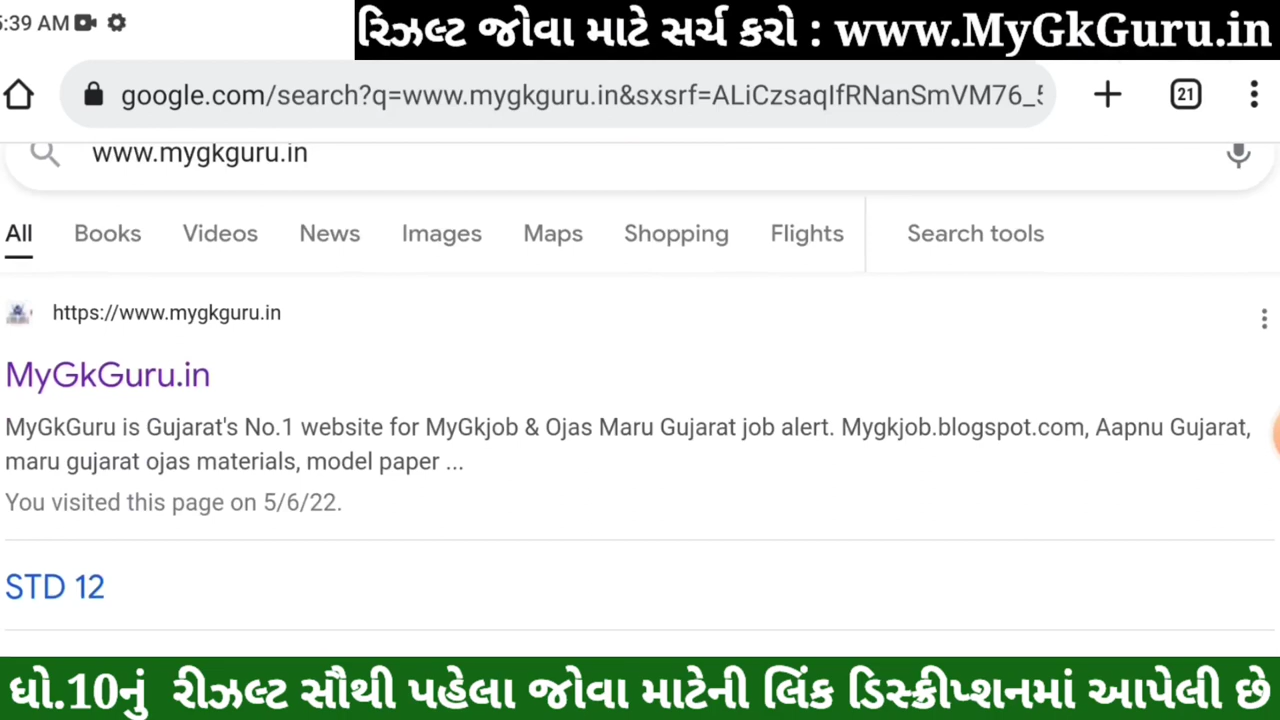 5:39 AM
રિઝલ્ટ જોવા માટે સર્ચ કરો : www.MyGkGuru.in
google.com/search?q=www.mygkguru.in&sxsrf=ALiCzsaqIfRNanSmVM76_5
21
www.mygkguru.in
All Books Videos News Images Maps Shopping Flights Search tools
https://www.mygkguru.in
MyGkGuru.in
MyGkGuru is Gujarat's No.1 website for MyGkjob & Ojas Maru Gujarat job alert. Mygkjob.blogspot.com, Aapnu Gujarat,
maru gujarat ojas materials, model paper ...
You visited this page on 5/6/22.
STD 12
ધો.10નું રીઝલ્ટ સૌથી પહેલા જોવા માટેની લિંક ડિસ્ક્રીપ્શનમાં આપેલી છે